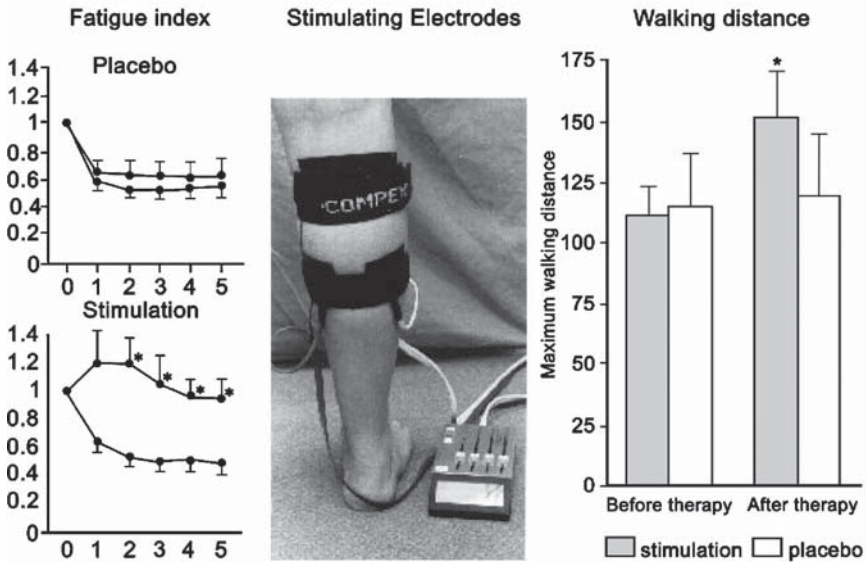 Fatigue index
Placebo
1.4
1.2
1
0.8
0.6
0.4
0.2
0
0 1 2 3 4 5
Stimulation
1.4
1.2
1
0.8
0.6
0.4
0.2
0
0 1 2 3 4 5
* * * *
Stimulating Electrodes
COMPEX
Walking distance
Maximum walking distance
175
150
125
100
75
50
25
0
*
Before therapy After therapy
stimulation placebo